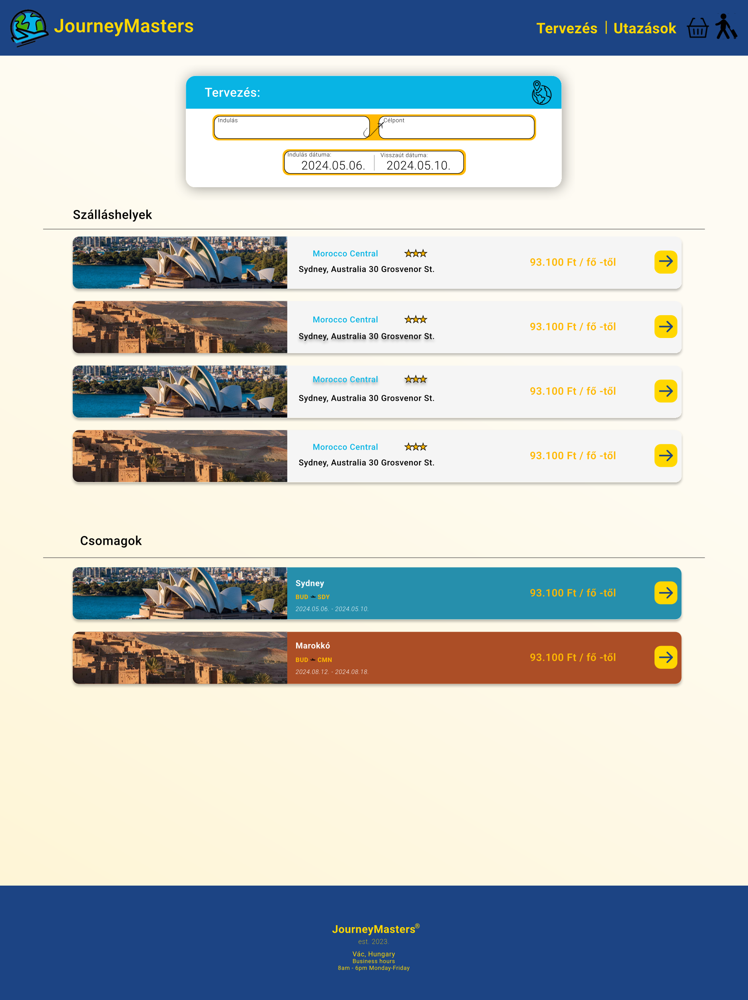 JourneyMasters
Tervezés | Utazások
Tervezés:
Indulás
Célpont
Indulás dátuma:
2024.05.06.
Visszaút dátuma:
2024.05.10.
Szálláshelyek
Morocco Central
Sydney, Australia 30 Grosvenor St.
93.100 Ft / fő -től
Morocco Central
Sydney, Australia 30 Grosvenor St.
93.100 Ft / fő -től
Morocco Central
Sydney, Australia 30 Grosvenor St.
93.100 Ft / fő -től
Morocco Central
Sydney, Australia 30 Grosvenor St.
93.100 Ft / fő -től
Csomagok
Sydney
BUD SDY
2024.05.06. - 2024.05.10.
93.100 Ft / fő -től
Marokkó
BUD CMN
2024.08.12. - 2024.08.18.
93.100 Ft / fő -től
JourneyMasters®
est. 2023.
Vác, Hungary
Business hours
8am - 6pm Monday-Friday